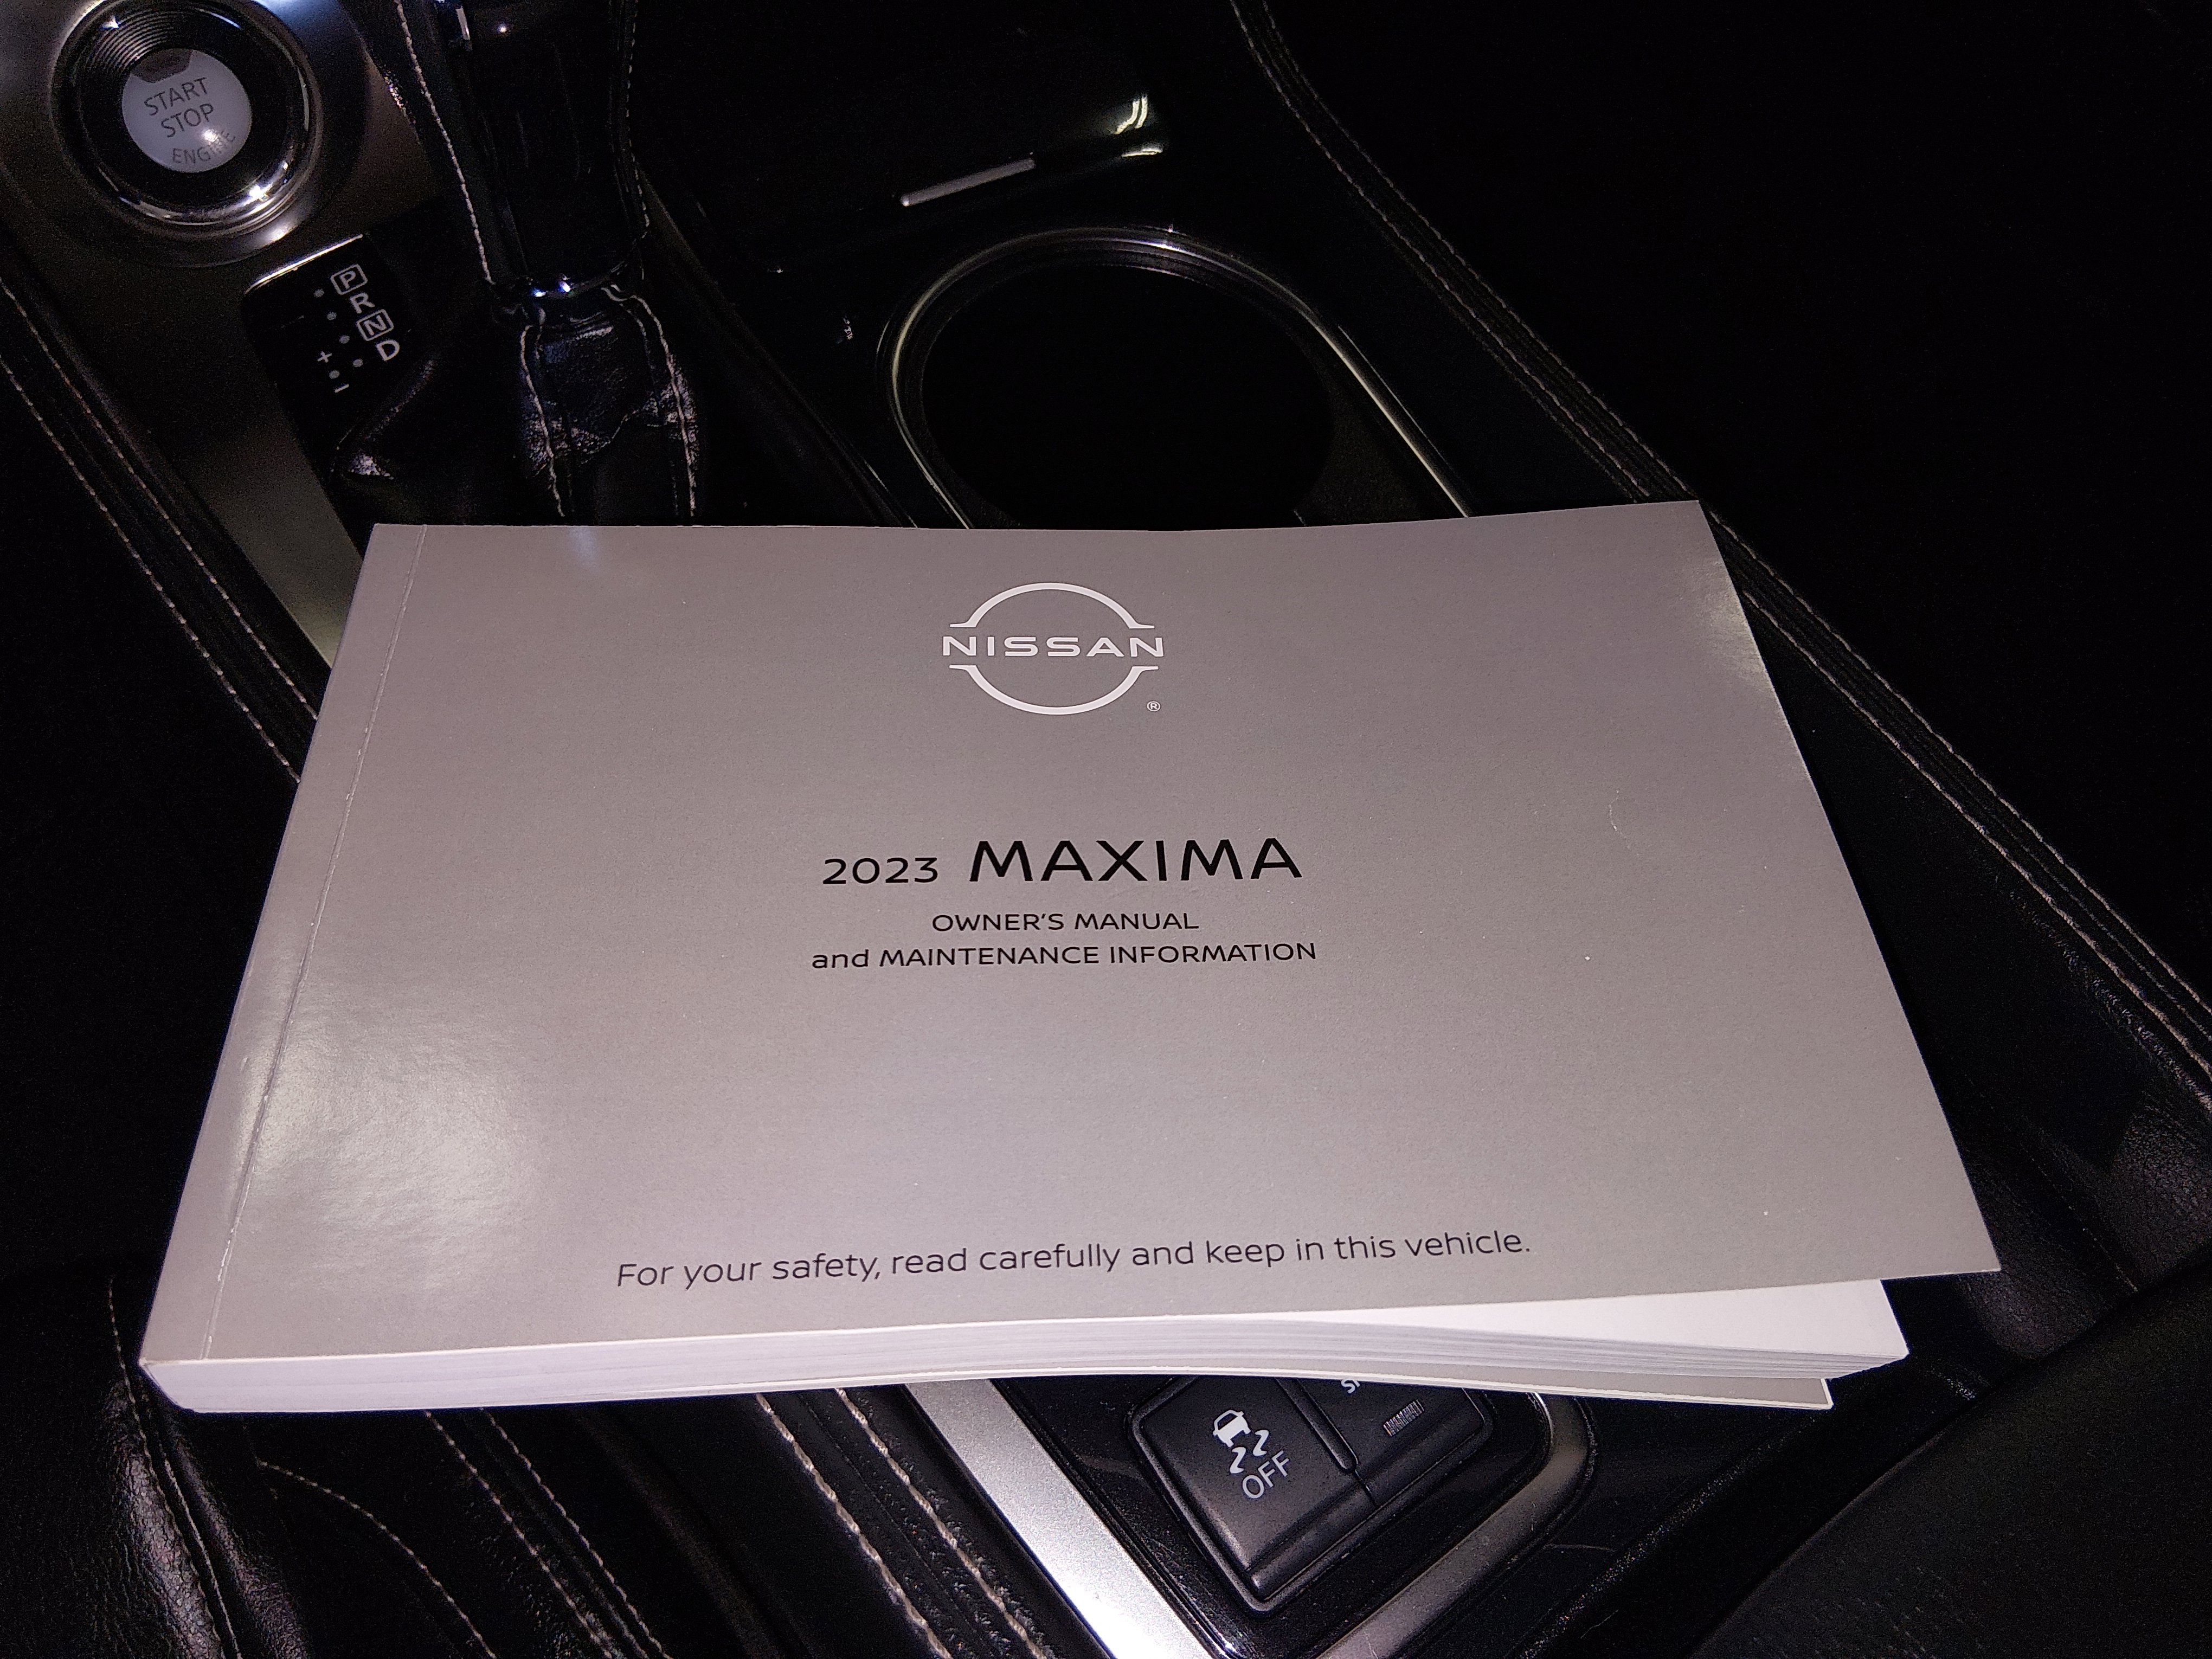 START
STOP
ENGINE
P
R
N
D
+
−
NISSAN
®
2023 MAXIMA
OWNER'S MANUAL
and MAINTENANCE INFORMATION
For your safety, read carefully and keep in this vehicle.
OFF